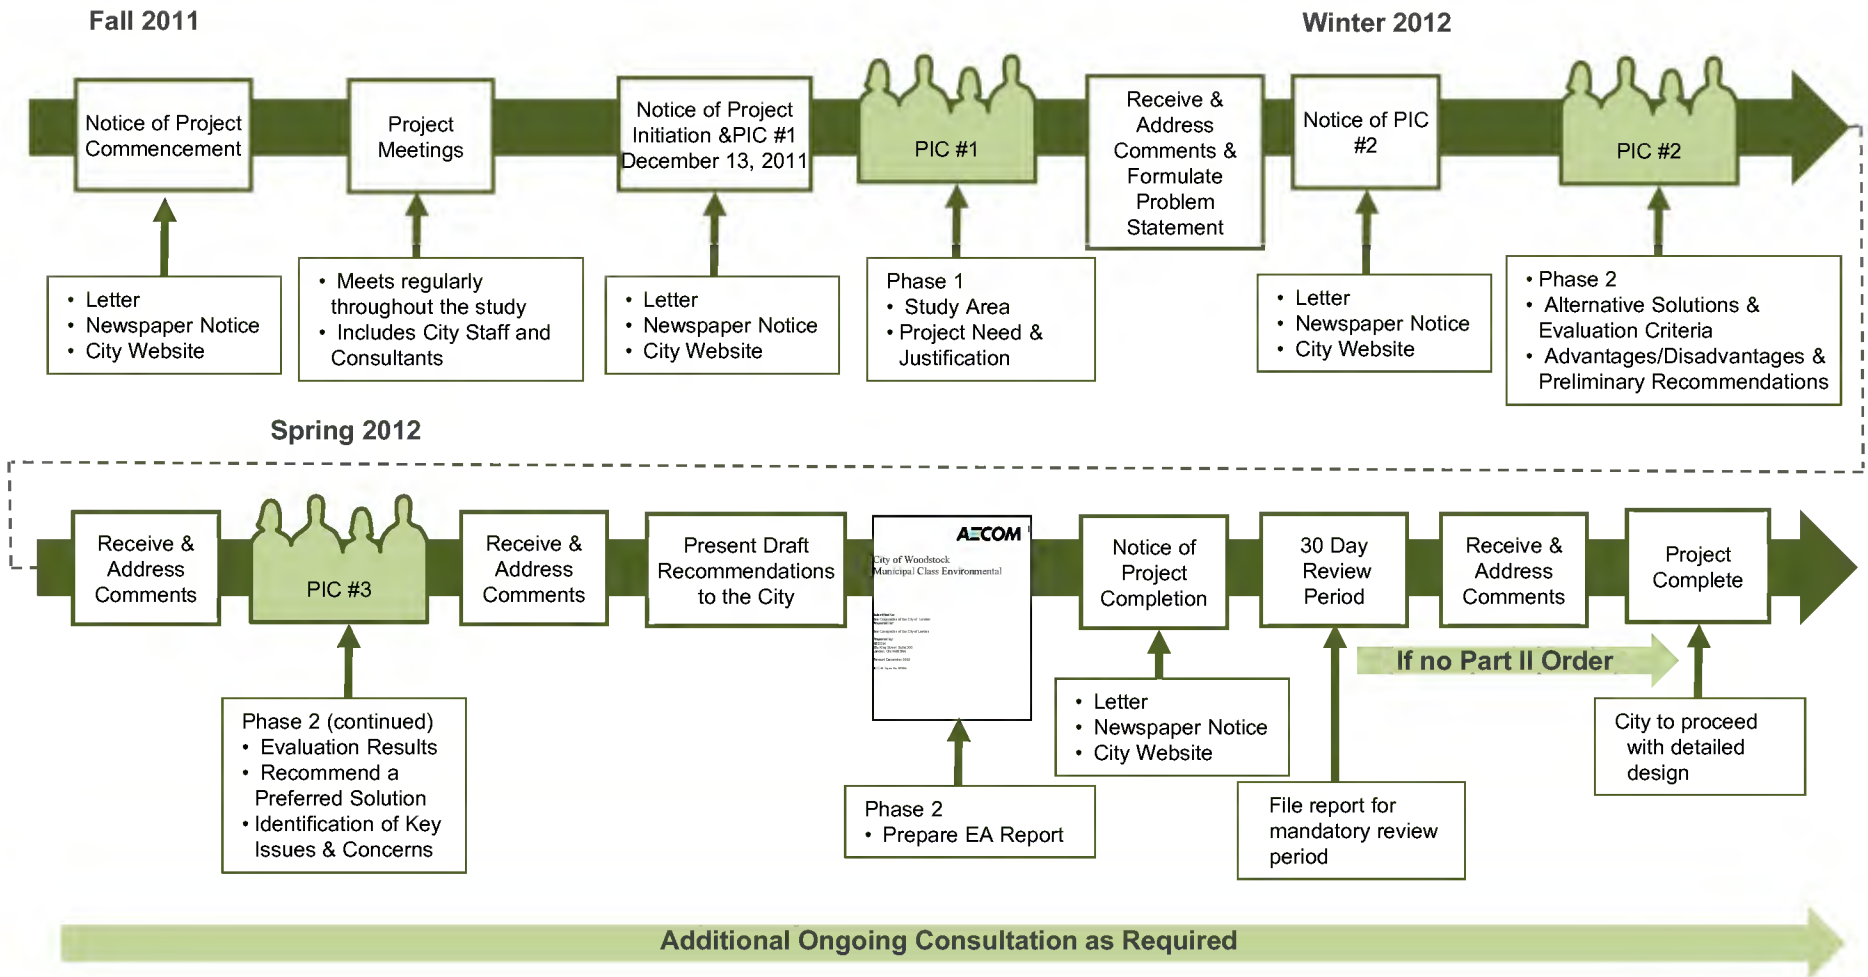 Fall 2011
Winter 2012
Notice of Project
Commencement
Project
Meetings
Notice of Project
Initiation &PIC #1
December 13, 2011
PIC #1
Receive &
Address
Comments &
Formulate
Problem
Statement
Notice of PIC
#2
PIC #2
• Letter
• Newspaper Notice
• City Website
• Meets regularly
throughout the study
• Includes City Staff and
Consultants
• Letter
• Newspaper Notice
• City Website
Phase 1
• Study Area
• Project Need &
Justification
• Letter
• Newspaper Notice
• City Website
• Phase 2
• Alternative Solutions &
Evaluation Criteria
• Advantages/Disadvantages &
Preliminary Recommendations
Spring 2012
Receive &
Address
Comments
PIC #3
Receive &
Address
Comments
Present Draft
Recommendations
to the City
AECOM
City of Woodstock
Municipal Class Environmental
Notice of
Project
Completion
30 Day
Review
Period
Receive &
Address
Comments
Project
Complete
If no Part II Order
Phase 2 (continued)
• Evaluation Results
• Recommend a
Preferred Solution
• Identification of Key
Issues & Concerns
Phase 2
• Prepare EA Report
• Letter
• Newspaper Notice
• City Website
File report for
mandatory review
period
City to proceed
with detailed
design
Additional Ongoing Consultation as Required